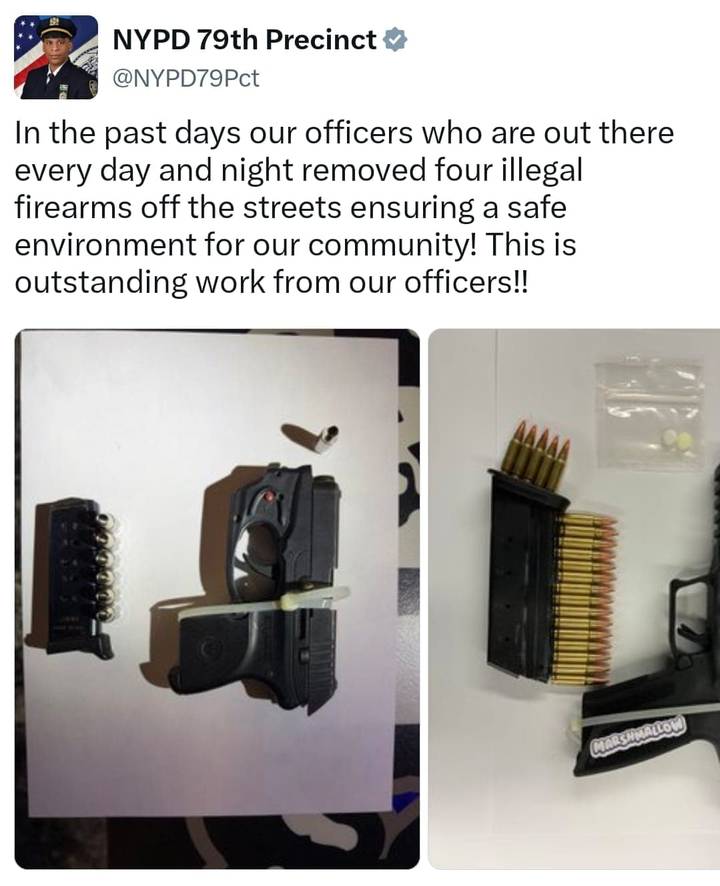 NYPD 79th Precinct
@NYPD79Pct
In the past days our officers who are out there
every day and night removed four illegal
firearms off the streets ensuring a safe
environment for our community! This is
outstanding work from our officers!!
MARSHMALLOW